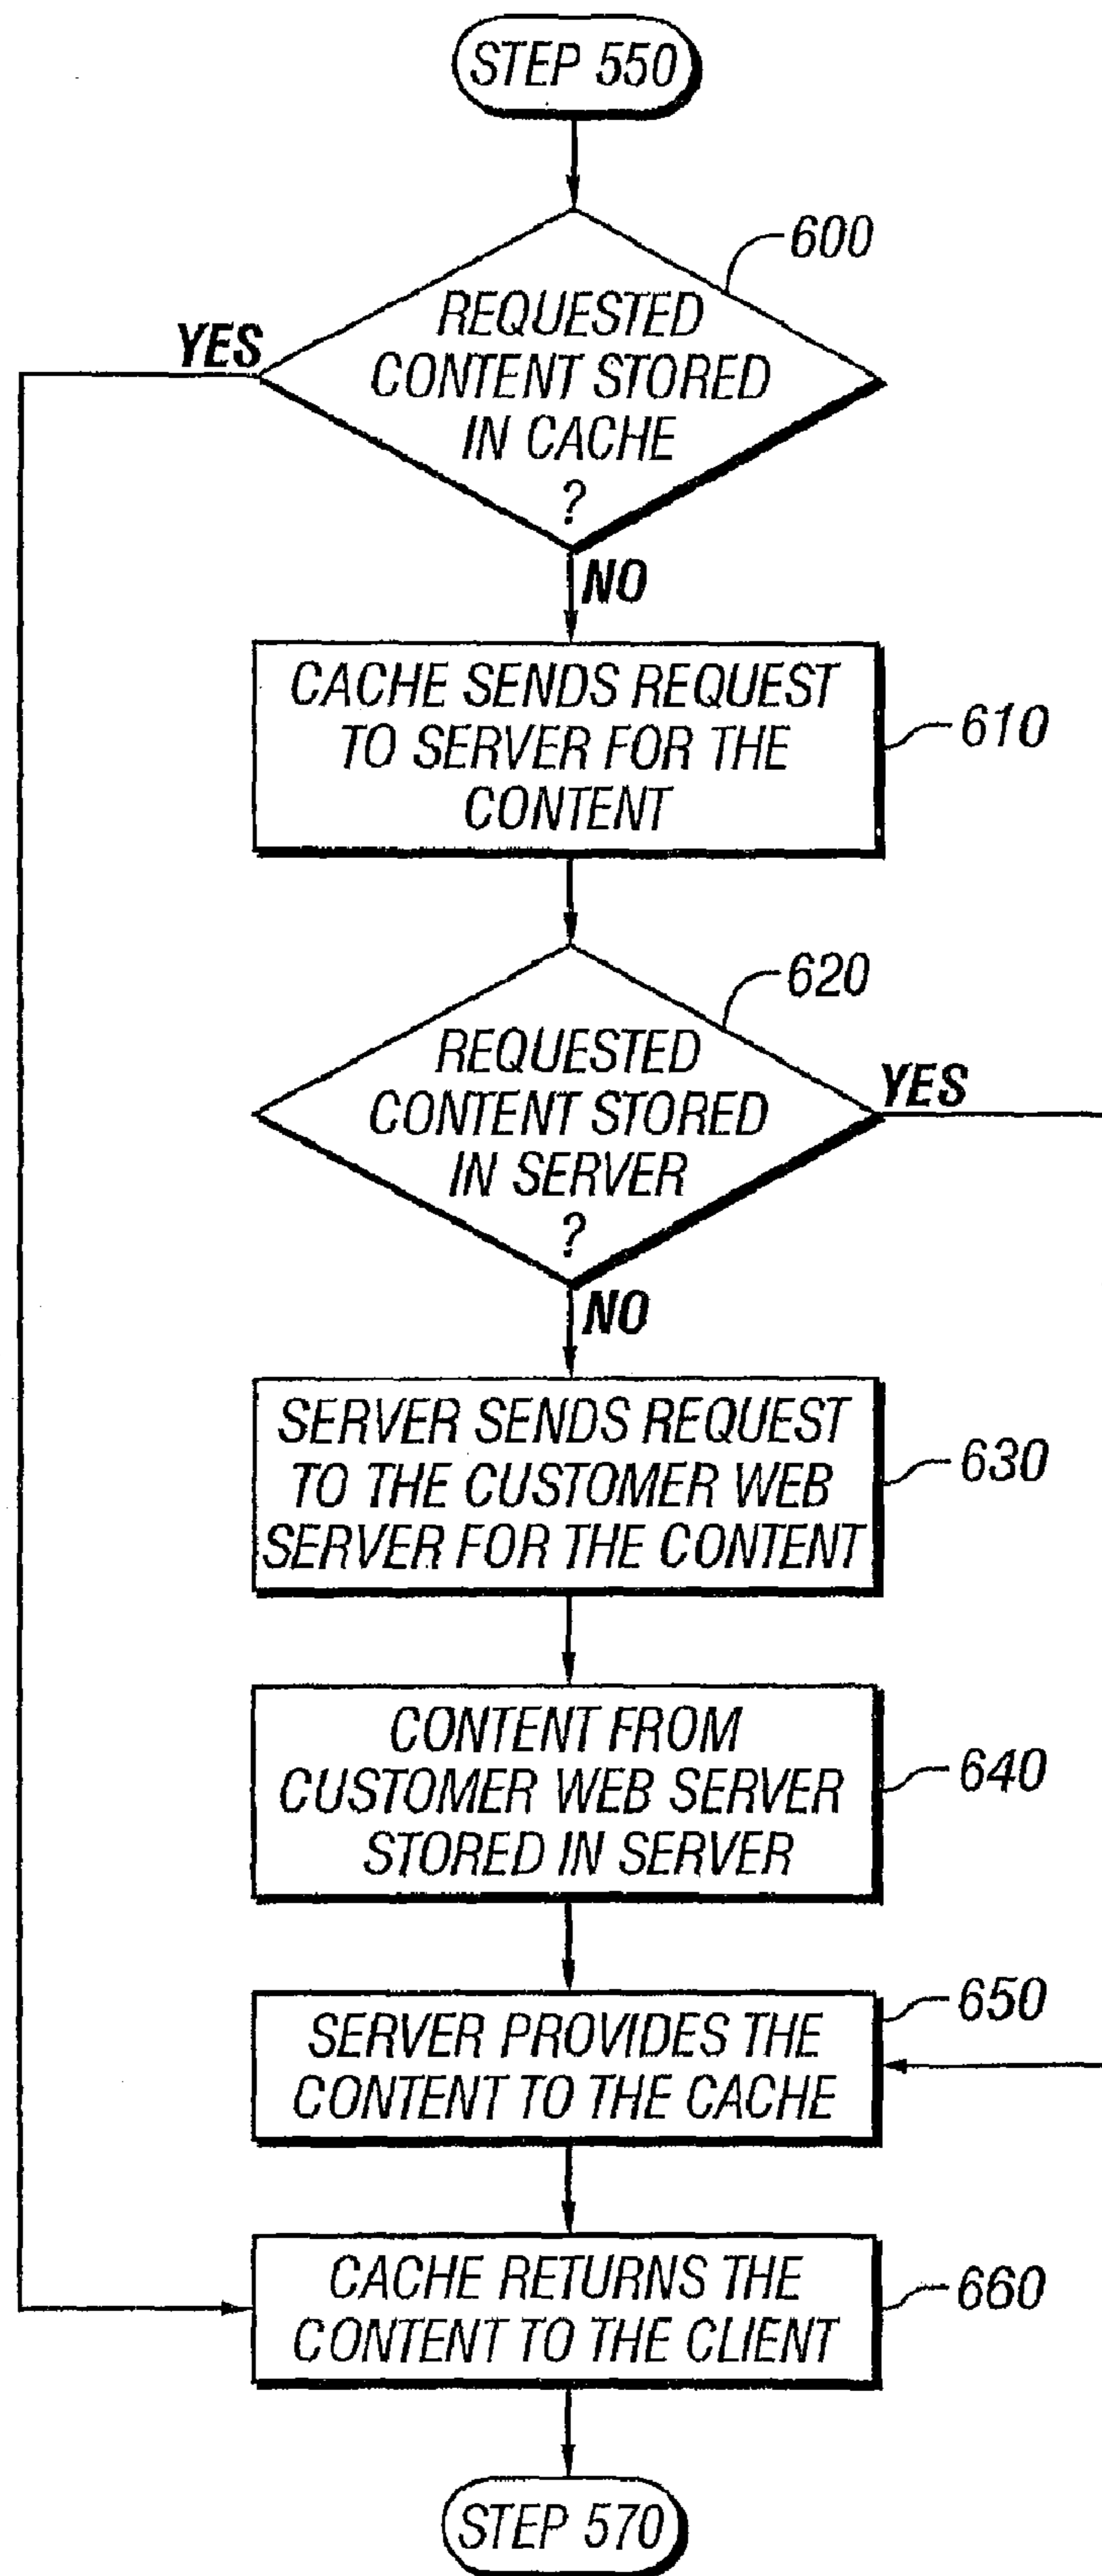 STEP 550
600
REQUESTED
CONTENT STORED
IN CACHE
?
YES
NO
CACHE SENDS REQUEST
TO SERVER FOR THE
CONTENT
610
620
REQUESTED
CONTENT STORED
IN SERVER
?
YES
NO
SERVER SENDS REQUEST
TO THE CUSTOMER WEB
SERVER FOR THE CONTENT
630
CONTENT FROM
CUSTOMER WEB SERVER
STORED IN SERVER
640
SERVER PROVIDES THE
CONTENT TO THE CACHE
650
CACHE RETURNS THE
CONTENT TO THE CLIENT
660
STEP 570